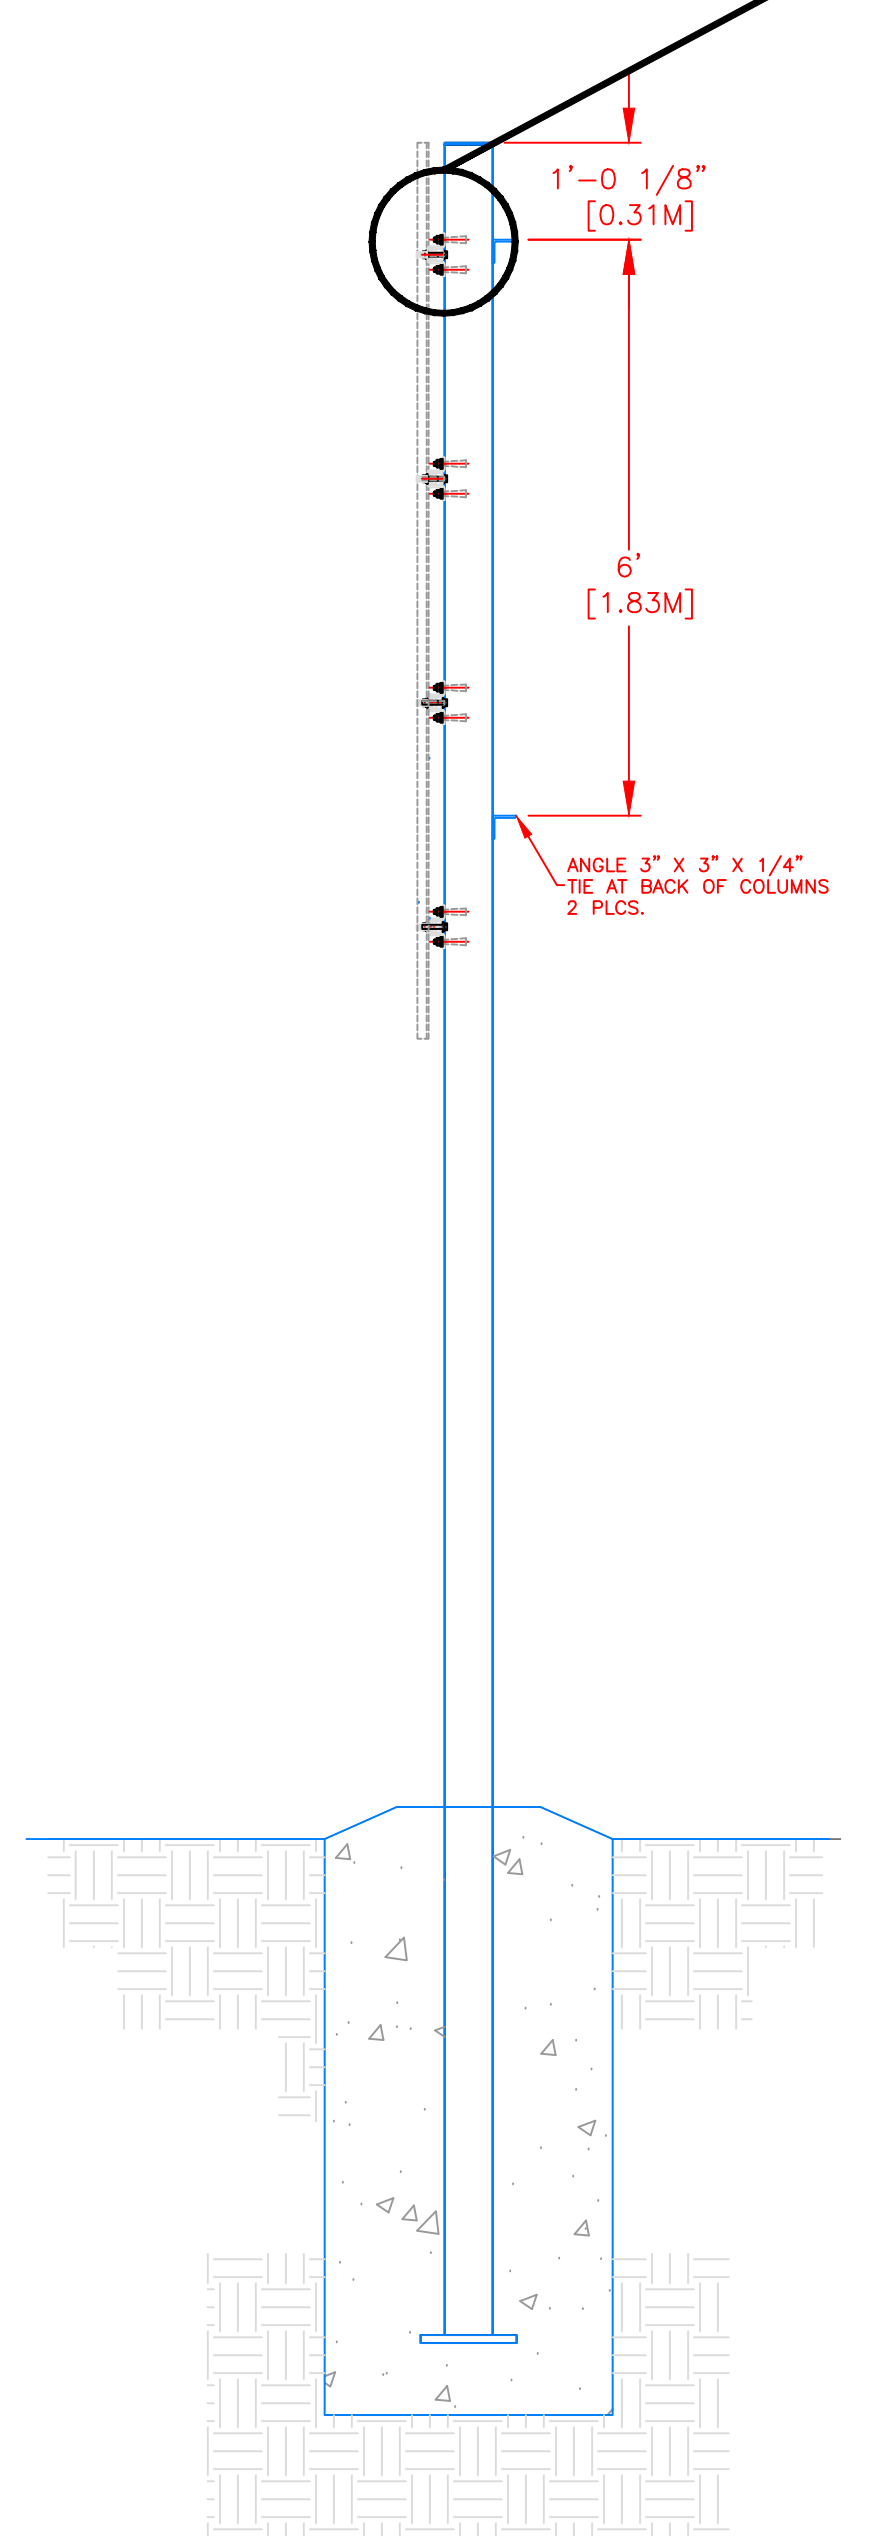 1'-0 1/8"
[0.31M]
6'
[1.83M]
ANGLE 3" X 3" X 1/4"
TIE AT BACK OF COLUMNS
2 PLCS.